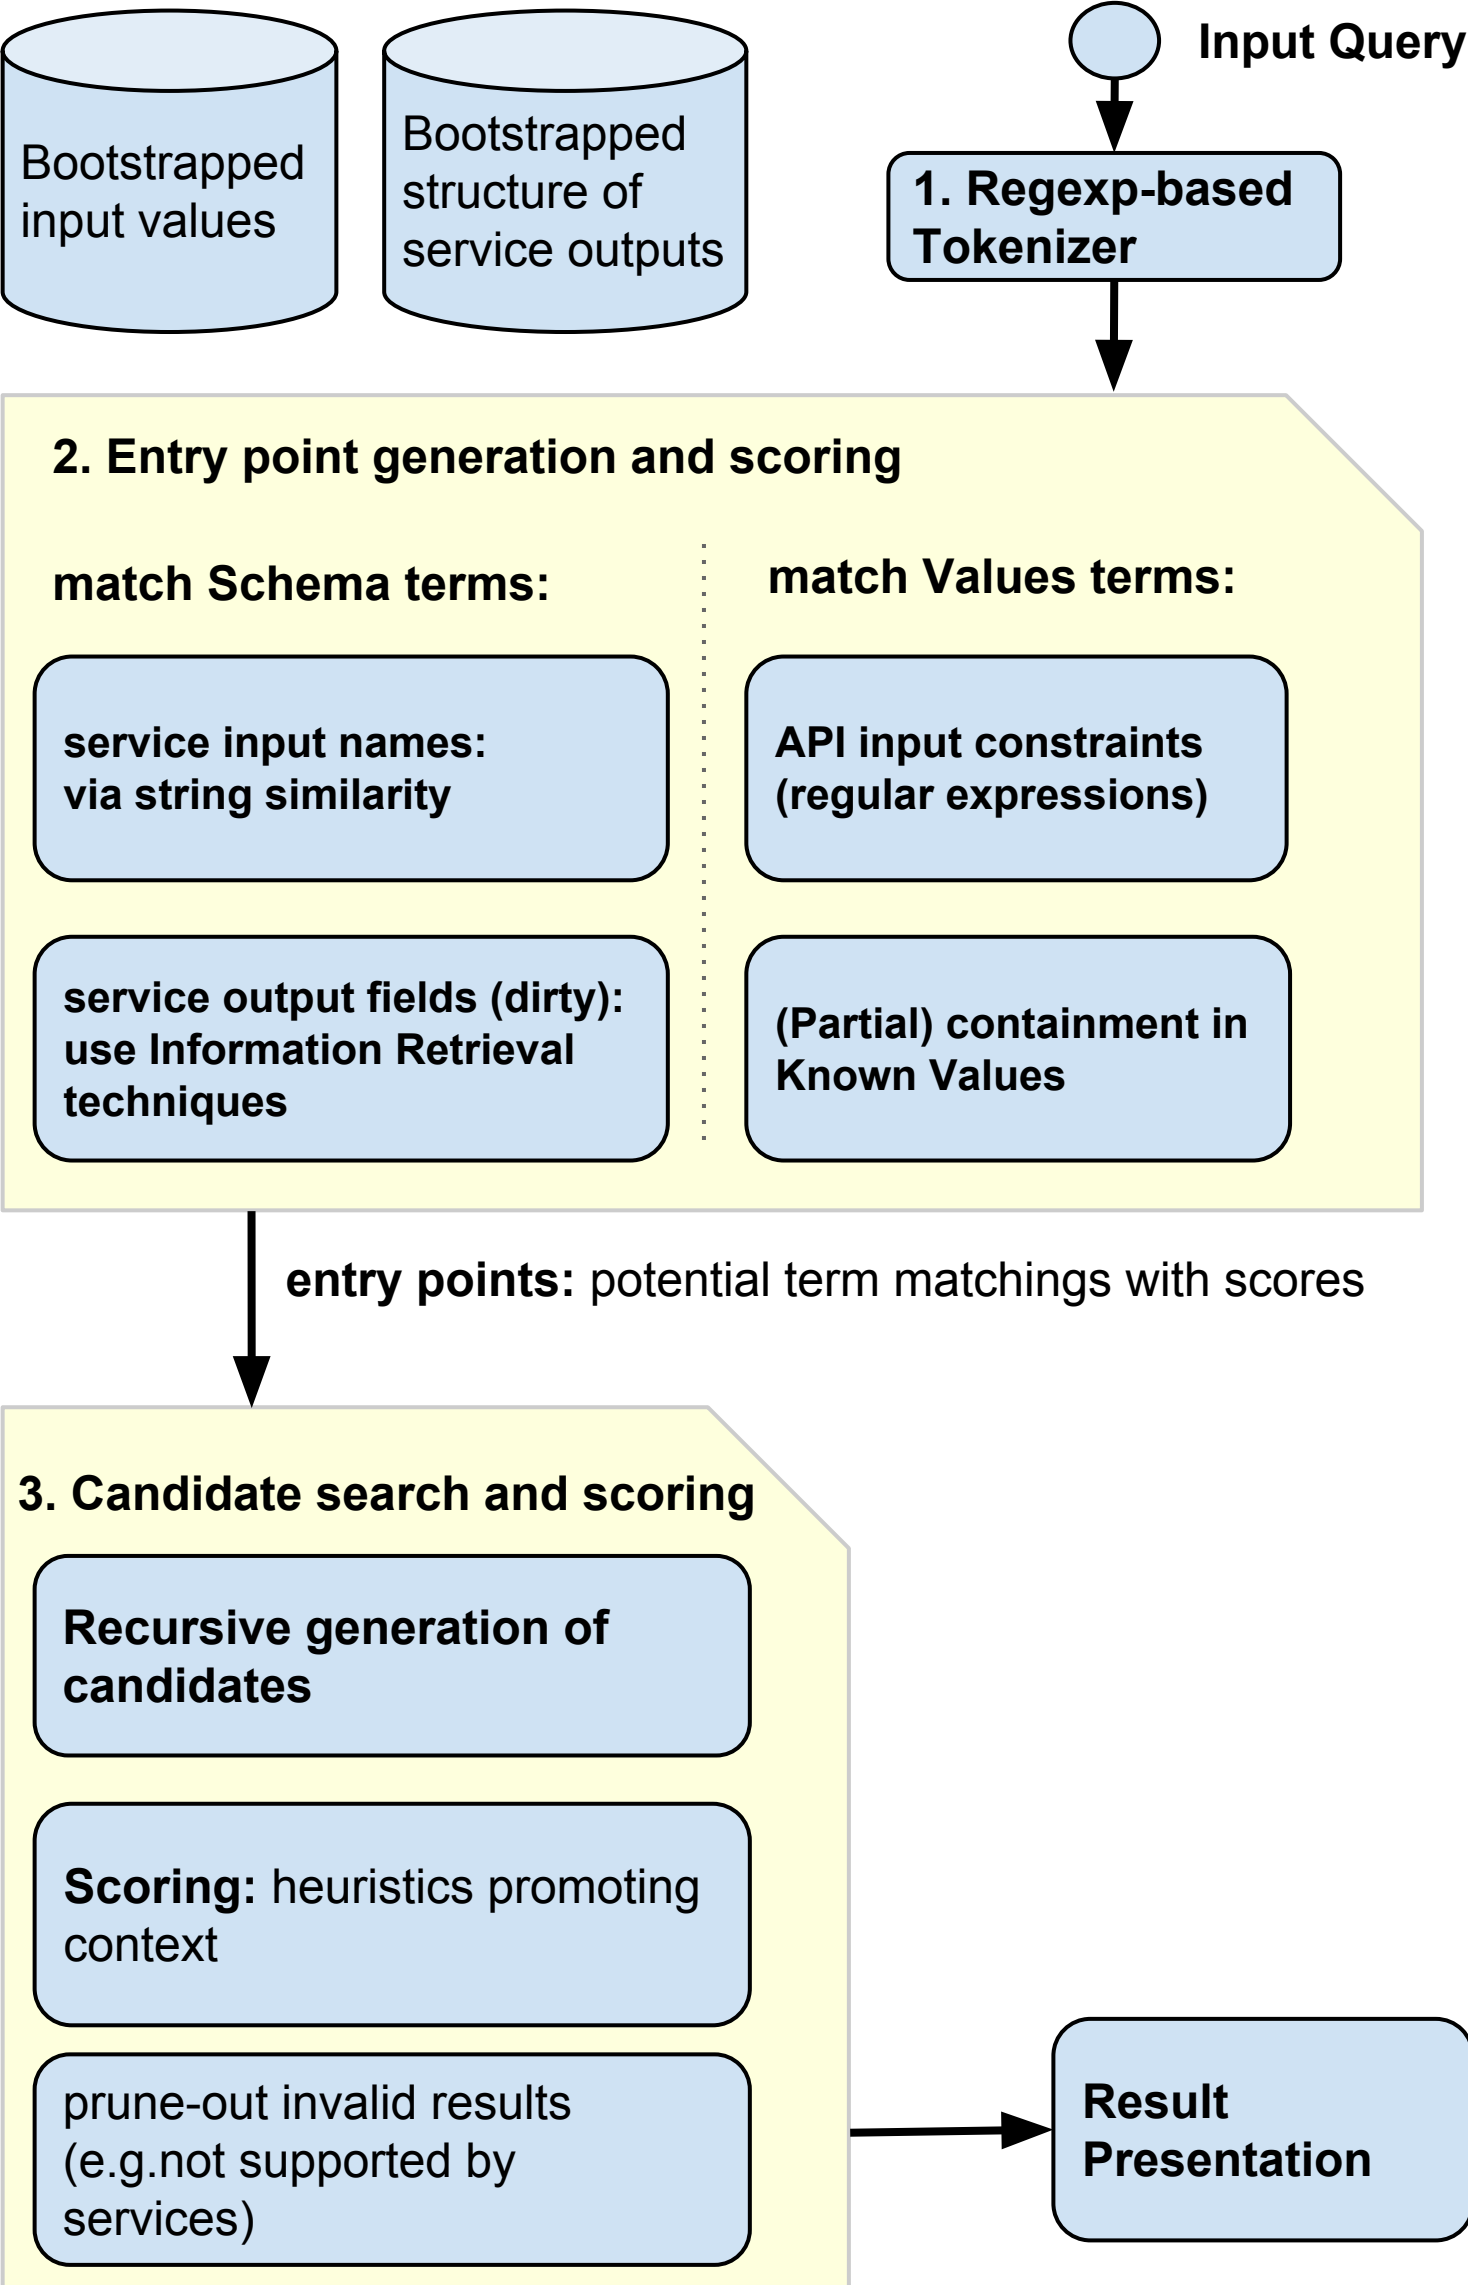 Input Query
Bootstrapped
input values
Bootstrapped
structure of
service outputs
1. Regexp-based
Tokenizer
2. Entry point generation and scoring
match Schema terms:
match Values terms:
service input names:
via string similarity
API input constraints
(regular expressions)
service output fields (dirty):
use Information Retrieval
techniques
(Partial) containment in
Known Values
entry points: potential term matchings with scores
3. Candidate search and scoring
Recursive generation of
candidates
Scoring: heuristics promoting
context
prune-out invalid results
(e.g.not supported by
services)
Result
Presentation